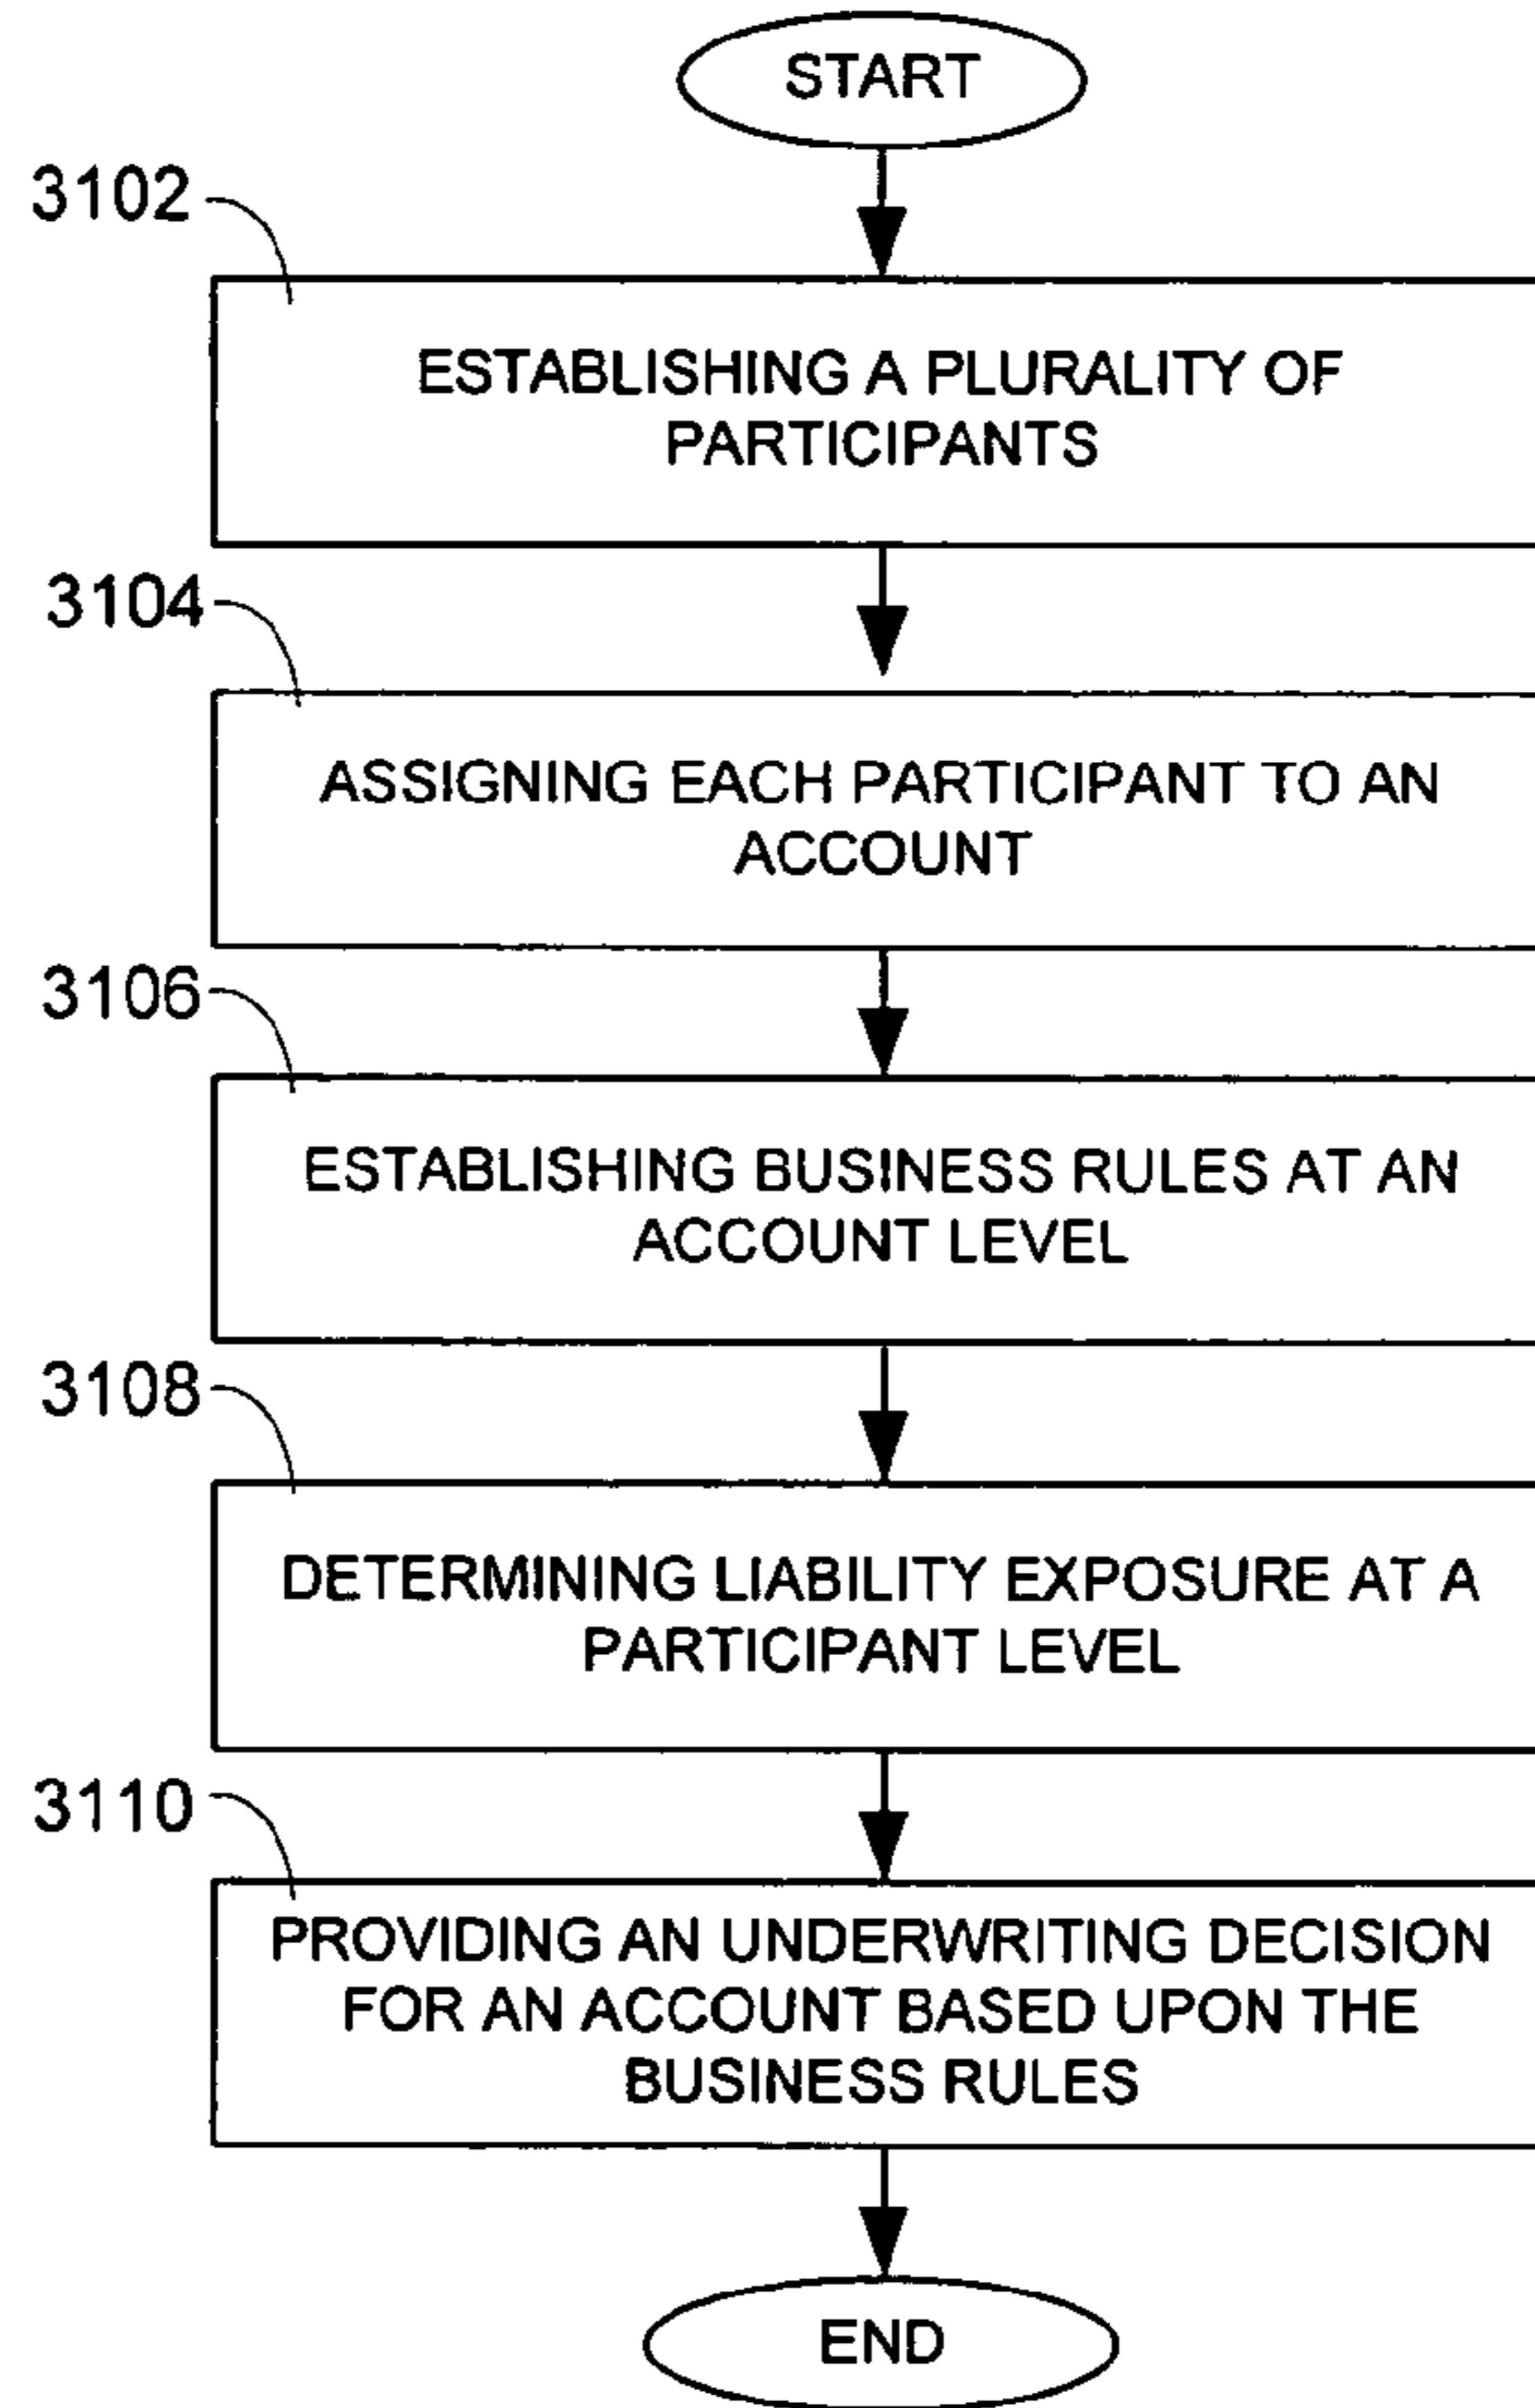 START
3102
ESTABLISHING A PLURALITY OF
PARTICIPANTS
3104
ASSIGNING EACH PARTICIPANT TO AN
ACCOUNT
3106
ESTABLISHING BUSINESS RULES AT AN
ACCOUNT LEVEL
3108
DETERMINING LIABILITY EXPOSURE AT A
PARTICIPANT LEVEL
3110
PROVIDING AN UNDERWRITING DECISION
FOR AN ACCOUNT BASED UPON THE
BUSINESS RULES
END